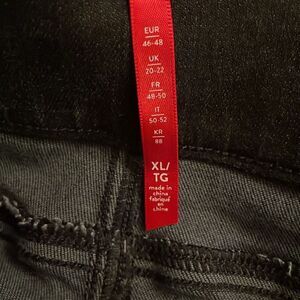 EUR
46-48
UK
20-22
FR
48-50
IT
50-52
KR
88
XL/
TG
made in
china
fabriqué
en
chine